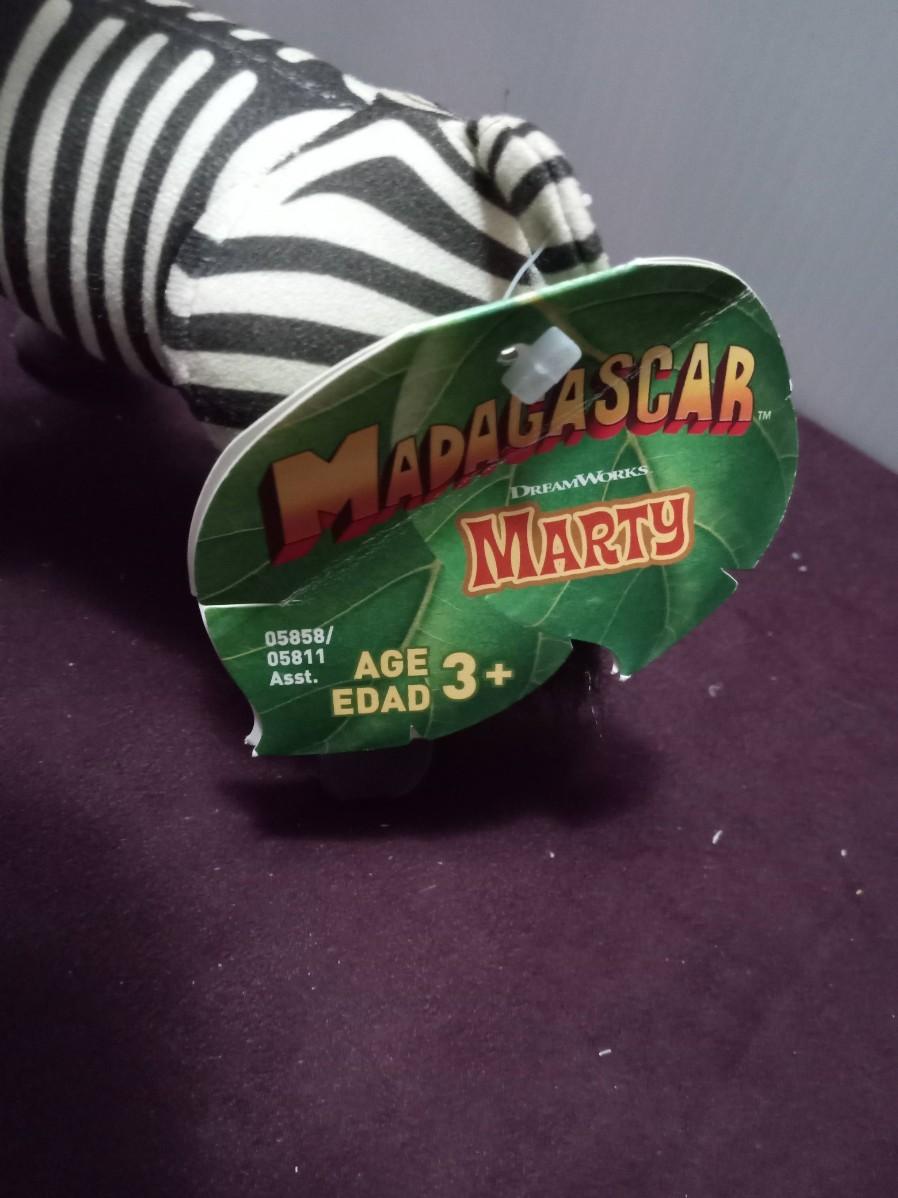 MADAGASCAR™
DREAMWORKS
MARTY
05858/
05811
Asst.
AGE
EDAD
3+